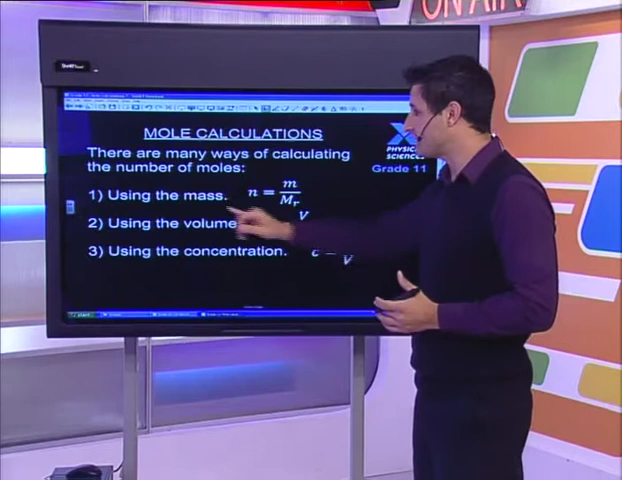 ON AIR
MOLE CALCULATIONS
There are many ways of calculating
the number of moles:
PHYSICAL
SCIENCES
Grade 11
1) Using the mass. n = m / Mr
2) Using the volume V
3) Using the concentration. c = V